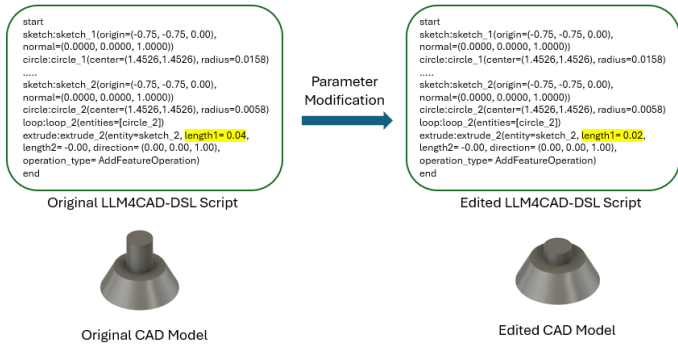 start
sketch:sketch_1(origin=(-0.75, -0.75, 0.00),
normal=(0.0000, 0.0000, 1.0000))
circle:circle_1(center=(1.4526,1.4526), radius=0.0158)
.....
sketch:sketch_2(origin=(-0.75, -0.75, 0.00),
normal=(0.0000, 0.0000, 1.0000))
circle:circle_2(center=(1.4526,1.4526), radius=0.0058)
loop:loop_2(entities=[circle_2])
extrude:extrude_2(entity=sketch_2, length1= 0.04,
length2= -0.00, direction= (0.00, 0.00, 1.00),
operation_type= AddFeatureOperation)
end
Original LLM4CAD-DSL Script
Original CAD Model
Parameter
Modification
start
sketch:sketch_1(origin=(-0.75, -0.75, 0.00),
normal=(0.0000, 0.0000, 1.0000))
circle:circle_1(center=(1.4526,1.4526), radius=0.0158)
.....
sketch:sketch_2(origin=(-0.75, -0.75, 0.00),
normal=(0.0000, 0.0000, 1.0000))
circle:circle_2(center=(1.4526,1.4526), radius=0.0058)
loop:loop_2(entities=[circle_2])
extrude:extrude_2(entity=sketch_2, length1= 0.02,
length2= -0.00, direction= (0.00, 0.00, 1.00),
operation_type= AddFeatureOperation)
end
Edited LLM4CAD-DSL Script
Edited CAD Model